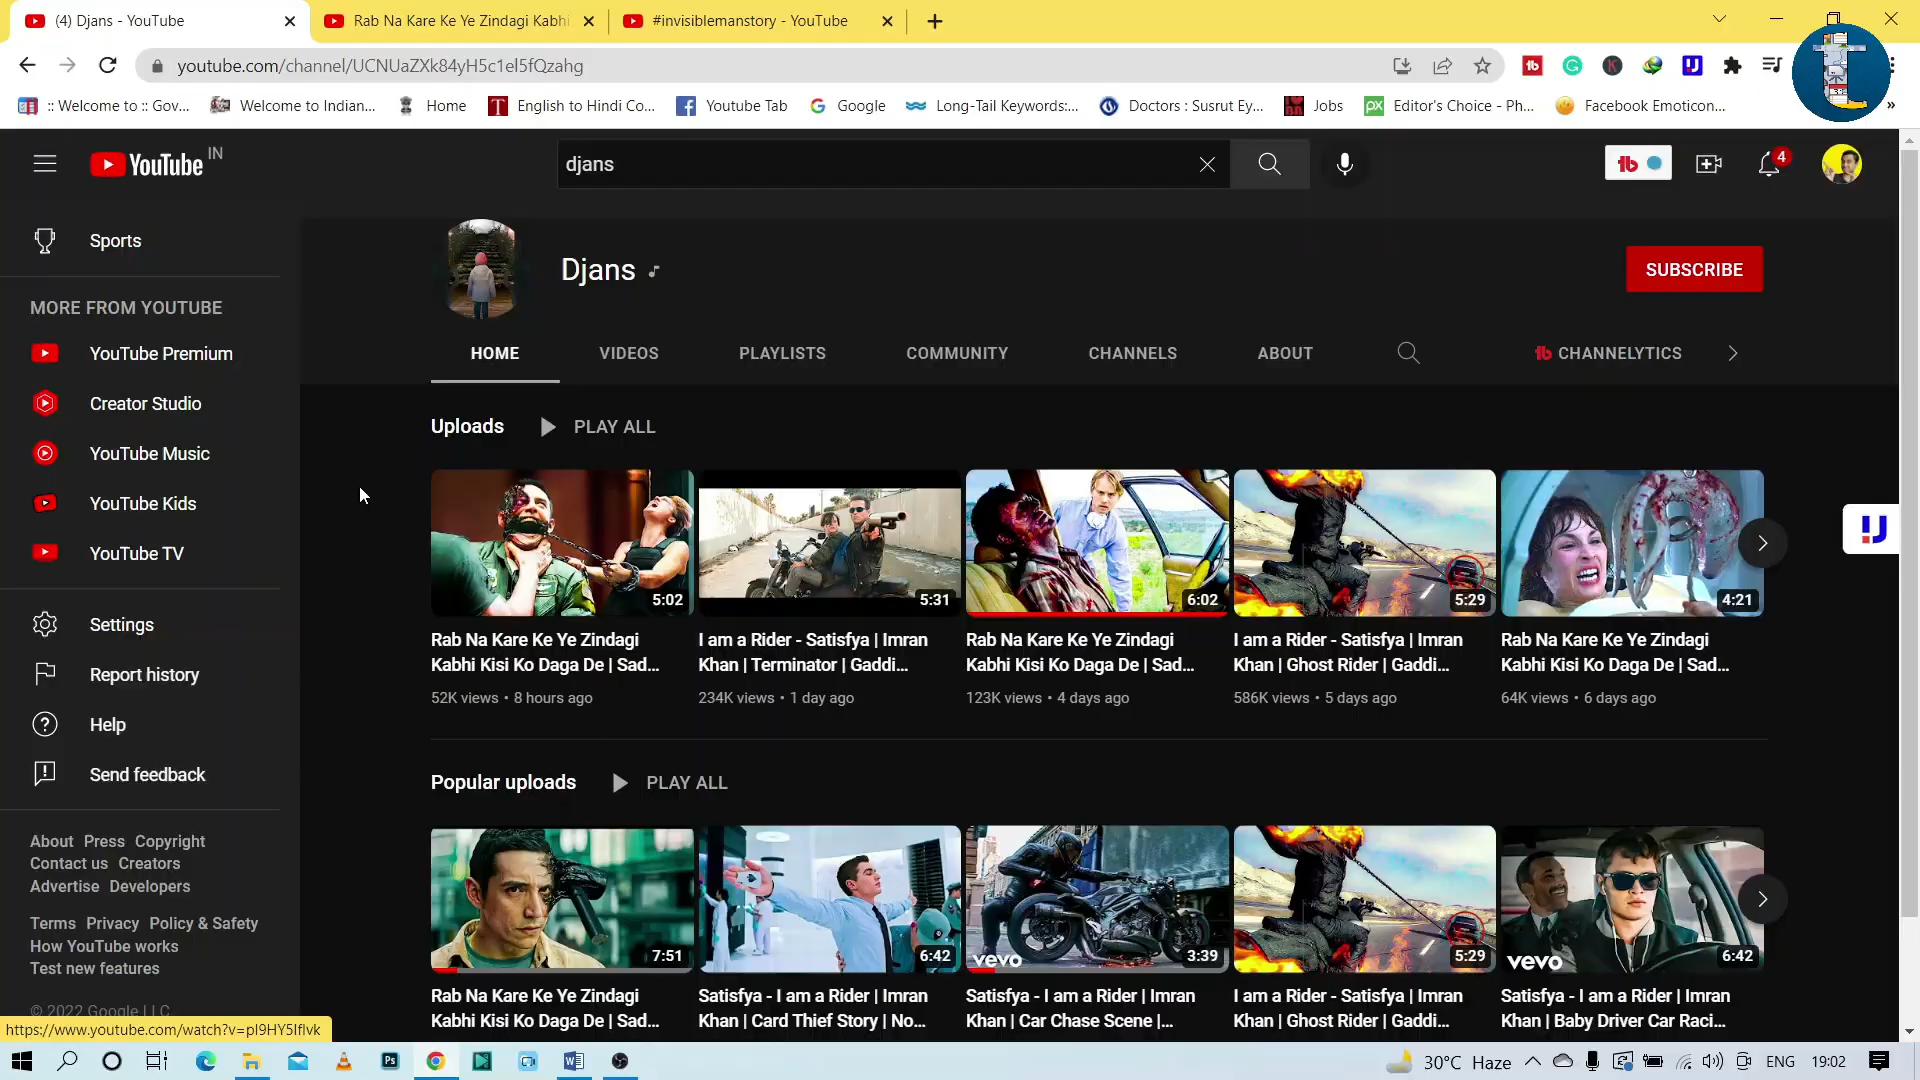 (4) Djans - YouTube
Rab Na Kare Ke Ye Zindagi Kabhi
#invisiblemanstory - YouTube
youtube.com/channel/UCNUaZXk84yH5c1el5fQzahg
:: Welcome to :: Gov...
Welcome to Indian...
Home
English to Hindi Co...
Youtube Tab
Google
Long-Tail Keywords:...
Doctors : Susrut Ey...
Jobs
Editor's Choice - Ph...
Facebook Emoticon...
YouTube IN
djans
4
Sports
MORE FROM YOUTUBE
YouTube Premium
Creator Studio
YouTube Music
YouTube Kids
YouTube TV
Settings
Report history
Help
Send feedback
About Press Copyright
Contact us Creators
Advertise Developers
Terms Privacy Policy & Safety
How YouTube works
Test new features
© 2022 Google LLC
Djans
SUBSCRIBE
HOME VIDEOS PLAYLISTS COMMUNITY CHANNELS ABOUT CHANNELYTICS
Uploads PLAY ALL
5:02
Rab Na Kare Ke Ye Zindagi
Kabhi Kisi Ko Daga De | Sad...
52K views • 8 hours ago
5:31
I am a Rider - Satisfya | Imran
Khan | Terminator | Gaddi...
234K views • 1 day ago
6:02
Rab Na Kare Ke Ye Zindagi
Kabhi Kisi Ko Daga De | Sad...
123K views • 4 days ago
5:29
I am a Rider - Satisfya | Imran
Khan | Ghost Rider | Gaddi...
586K views • 5 days ago
4:21
Rab Na Kare Ke Ye Zindagi
Kabhi Kisi Ko Daga De | Sad...
64K views • 6 days ago
Popular uploads PLAY ALL
7:51
Rab Na Kare Ke Ye Zindagi
Kabhi Kisi Ko Daga De | Sad...
6:42
Satisfya - I am a Rider | Imran
Khan | Card Thief Story | No...
vevo
3:39
Satisfya - I am a Rider | Imran
Khan | Car Chase Scene |...
5:29
I am a Rider - Satisfya | Imran
Khan | Ghost Rider | Gaddi...
vevo
6:42
Satisfya - I am a Rider | Imran
Khan | Baby Driver Car Raci...
https://www.youtube.com/watch?v=pI9HY5Iflvk
30°C Haze
ENG
19:02